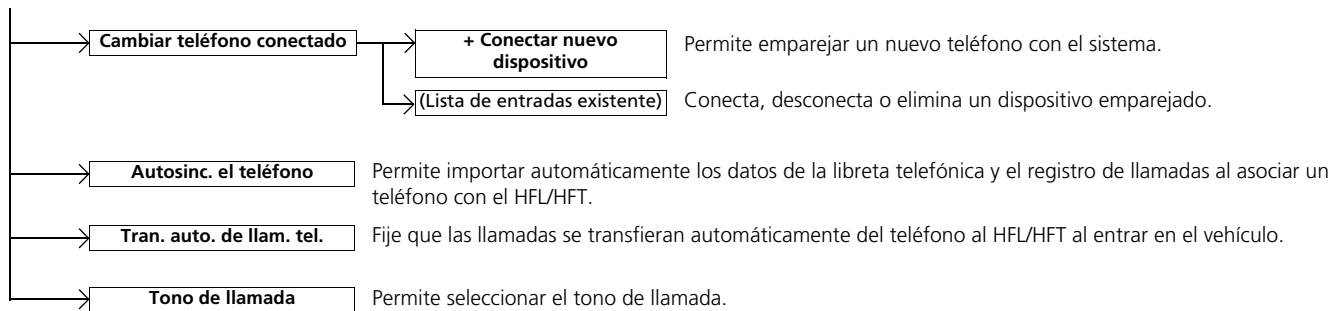 Cambiar teléfono conectado
+ Conectar nuevo
dispositivo
Permite emparejar un nuevo teléfono con el sistema.
(Lista de entradas existente)
Conecta, desconecta o elimina un dispositivo emparejado.
Autosinc. el teléfono
Permite importar automáticamente los datos de la libreta telefónica y el registro de llamadas al asociar un
teléfono con el HFL/HFT.
Tran. auto. de llam. tel.
Fije que las llamadas se transfieran automáticamente del teléfono al HFL/HFT al entrar en el vehículo.
Tono de llamada
Permite seleccionar el tono de llamada.